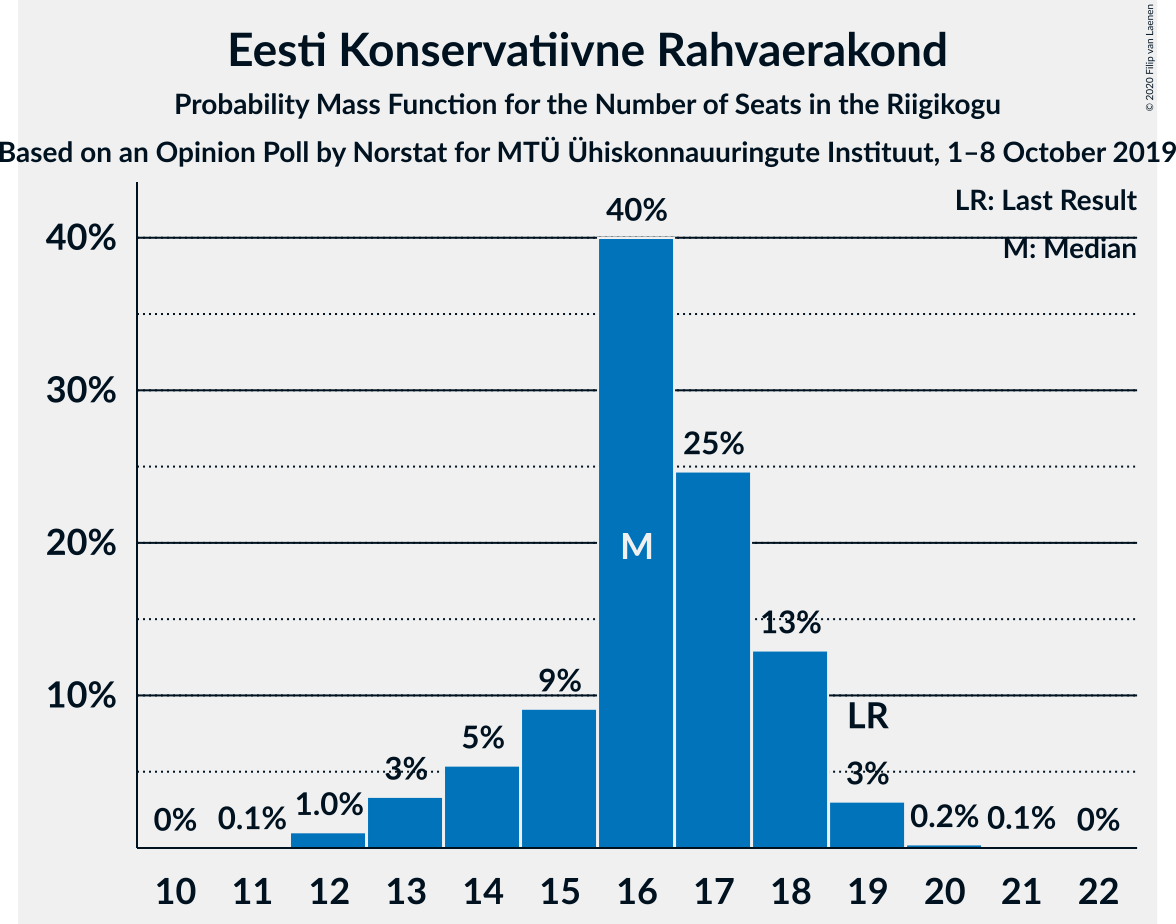 Eesti Konservatiivne Rahvaerakond
Probability Mass Function for the Number of Seats in the Riigikogu
Based on an Opinion Poll by Norstat for MTÜ Ühiskonnauuringute Instituut, 1–8 October 2019
© 2020 Filip van Laenen
LR: Last Result
M: Median
40%
30%
20%
10%
0%
0.1%
1.0%
3%
5%
9%
40%
M
25%
13%
LR
3%
0.2%
0.1%
0%
10 11 12 13 14 15 16 17 18 19 20 21 22